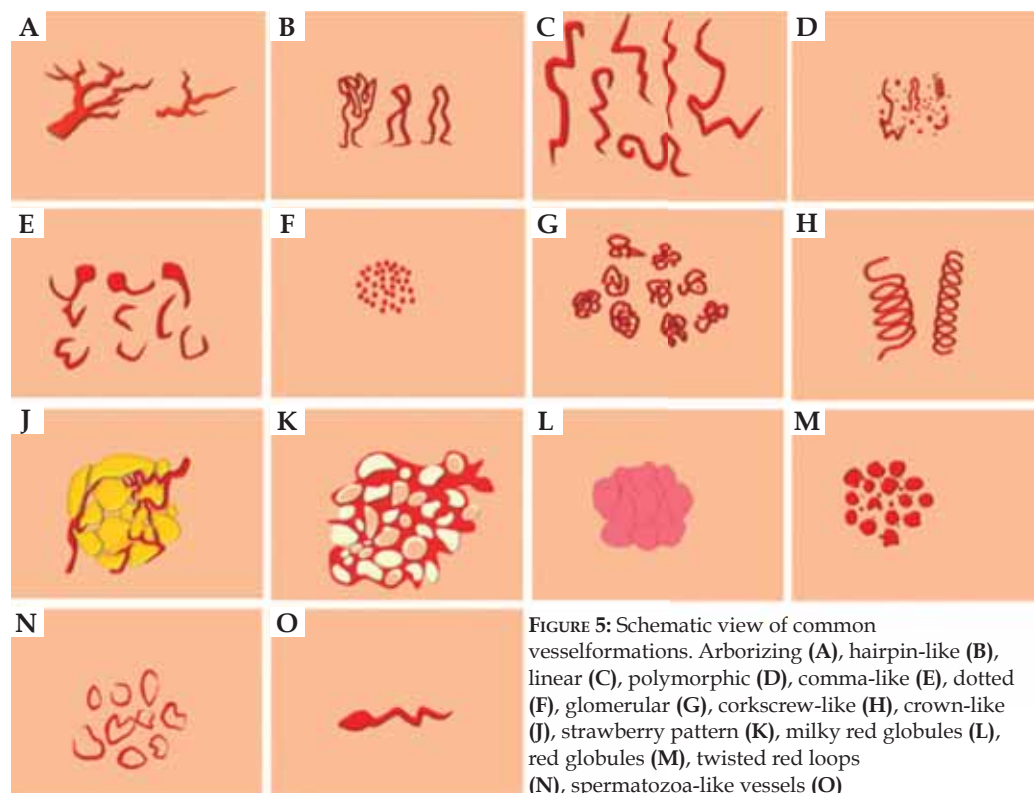 A B C D
E F G H
J K L M
N O
FIGURE 5: Schematic view of common
vesselformations. Arborizing (A), hairpin-like (B),
linear (C), polymorphic (D), comma-like (E), dotted
(F), glomerular (G), corkscrew-like (H), crown-like
(J), strawberry pattern (K), milky red globules (L),
red globules (M), twisted red loops
(N), spermatozoa-like vessels (O)